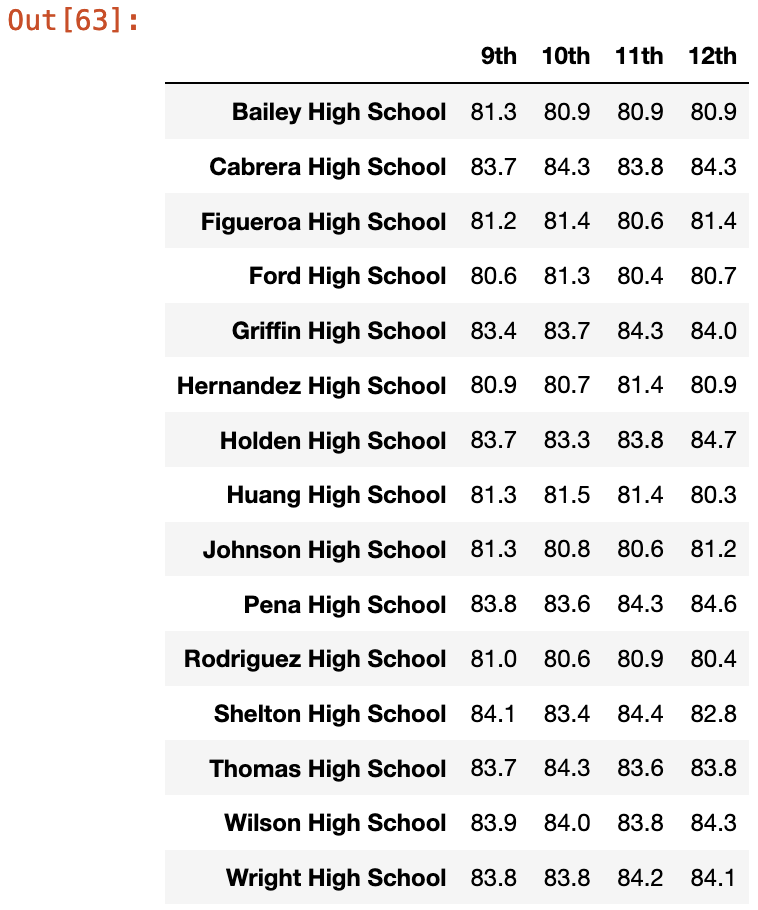 Out[63]:
9th 10th 11th 12th
Bailey High School 81.3 80.9 80.9 80.9
Cabrera High School 83.7 84.3 83.8 84.3
Figueroa High School 81.2 81.4 80.6 81.4
Ford High School 80.6 81.3 80.4 80.7
Griffin High School 83.4 83.7 84.3 84.0
Hernandez High School 80.9 80.7 81.4 80.9
Holden High School 83.7 83.3 83.8 84.7
Huang High School 81.3 81.5 81.4 80.3
Johnson High School 81.3 80.8 80.6 81.2
Pena High School 83.8 83.6 84.3 84.6
Rodriguez High School 81.0 80.6 80.9 80.4
Shelton High School 84.1 83.4 84.4 82.8
Thomas High School 83.7 84.3 83.6 83.8
Wilson High School 83.9 84.0 83.8 84.3
Wright High School 83.8 83.8 84.2 84.1